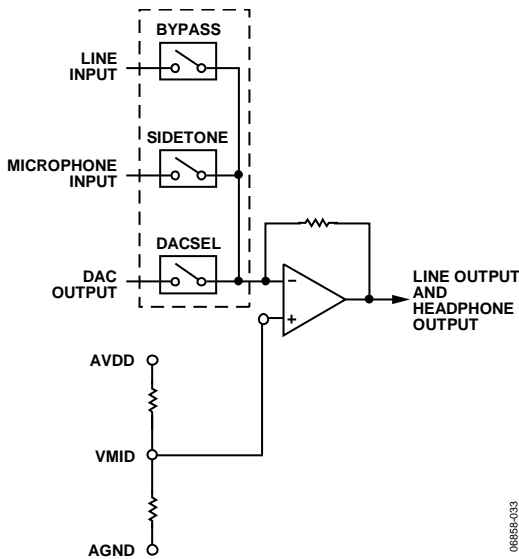 BYPASS
LINE
INPUT
SIDETONE
MICROPHONE
INPUT
DACSEL
DAC
OUTPUT
−
+
LINE OUTPUT
AND
HEADPHONE
OUTPUT
AVDD
VMID
AGND
06858-033